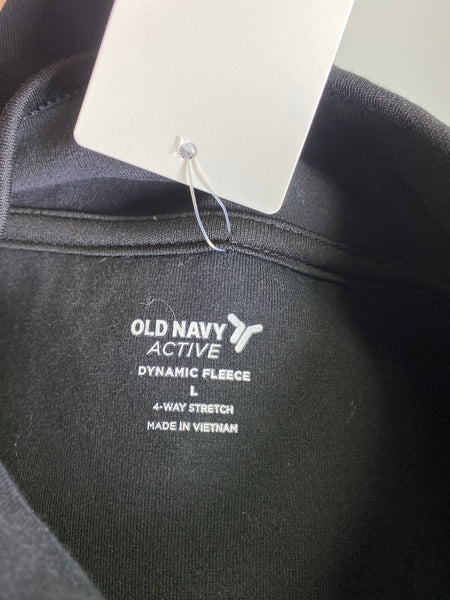 OLD NAVY
ACTIVE
DYNAMIC FLEECE
L
4-WAY STRETCH
MADE IN VIETNAM